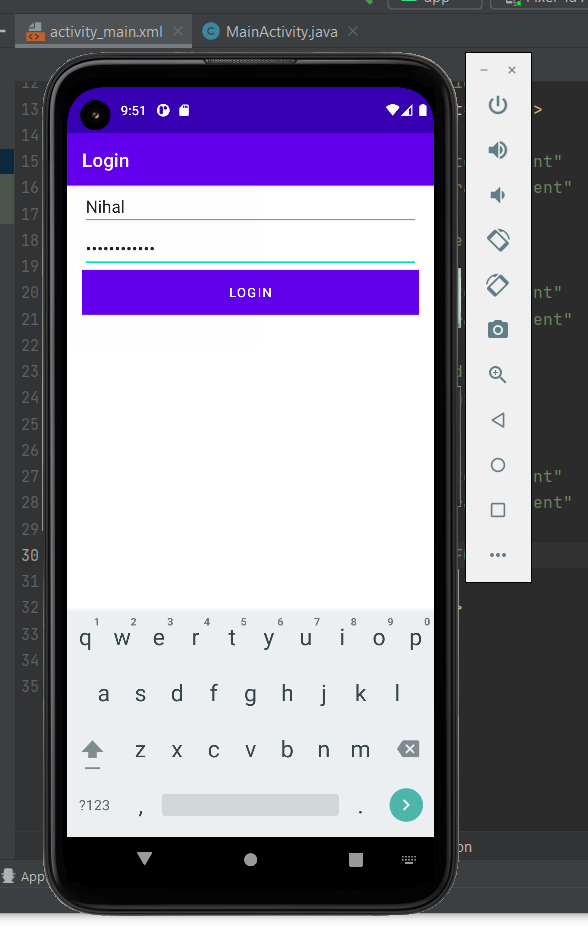 app
activity_main.xml
MainActivity.java
9:51
Login
Nihal
••••••••••••
LOGIN
12
13 >
14
15 nt"
16 ent"
17
18
19
20 nt"
21 ent"
22
23
24
25
26
27 nt"
28 ent"
29
30
31
32
33
34
35
1 2 3 4 5 6 7 8 9 0
q w e r t y u i o p
a s d f g h j k l
z x c v b n m
?123 , .
on
App